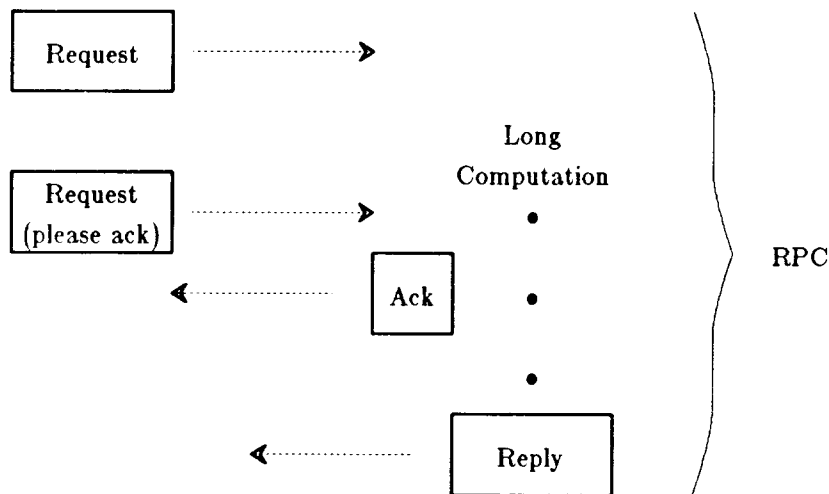 Request
Long
Computation
Request
(please ack)
RPC
Ack
Reply